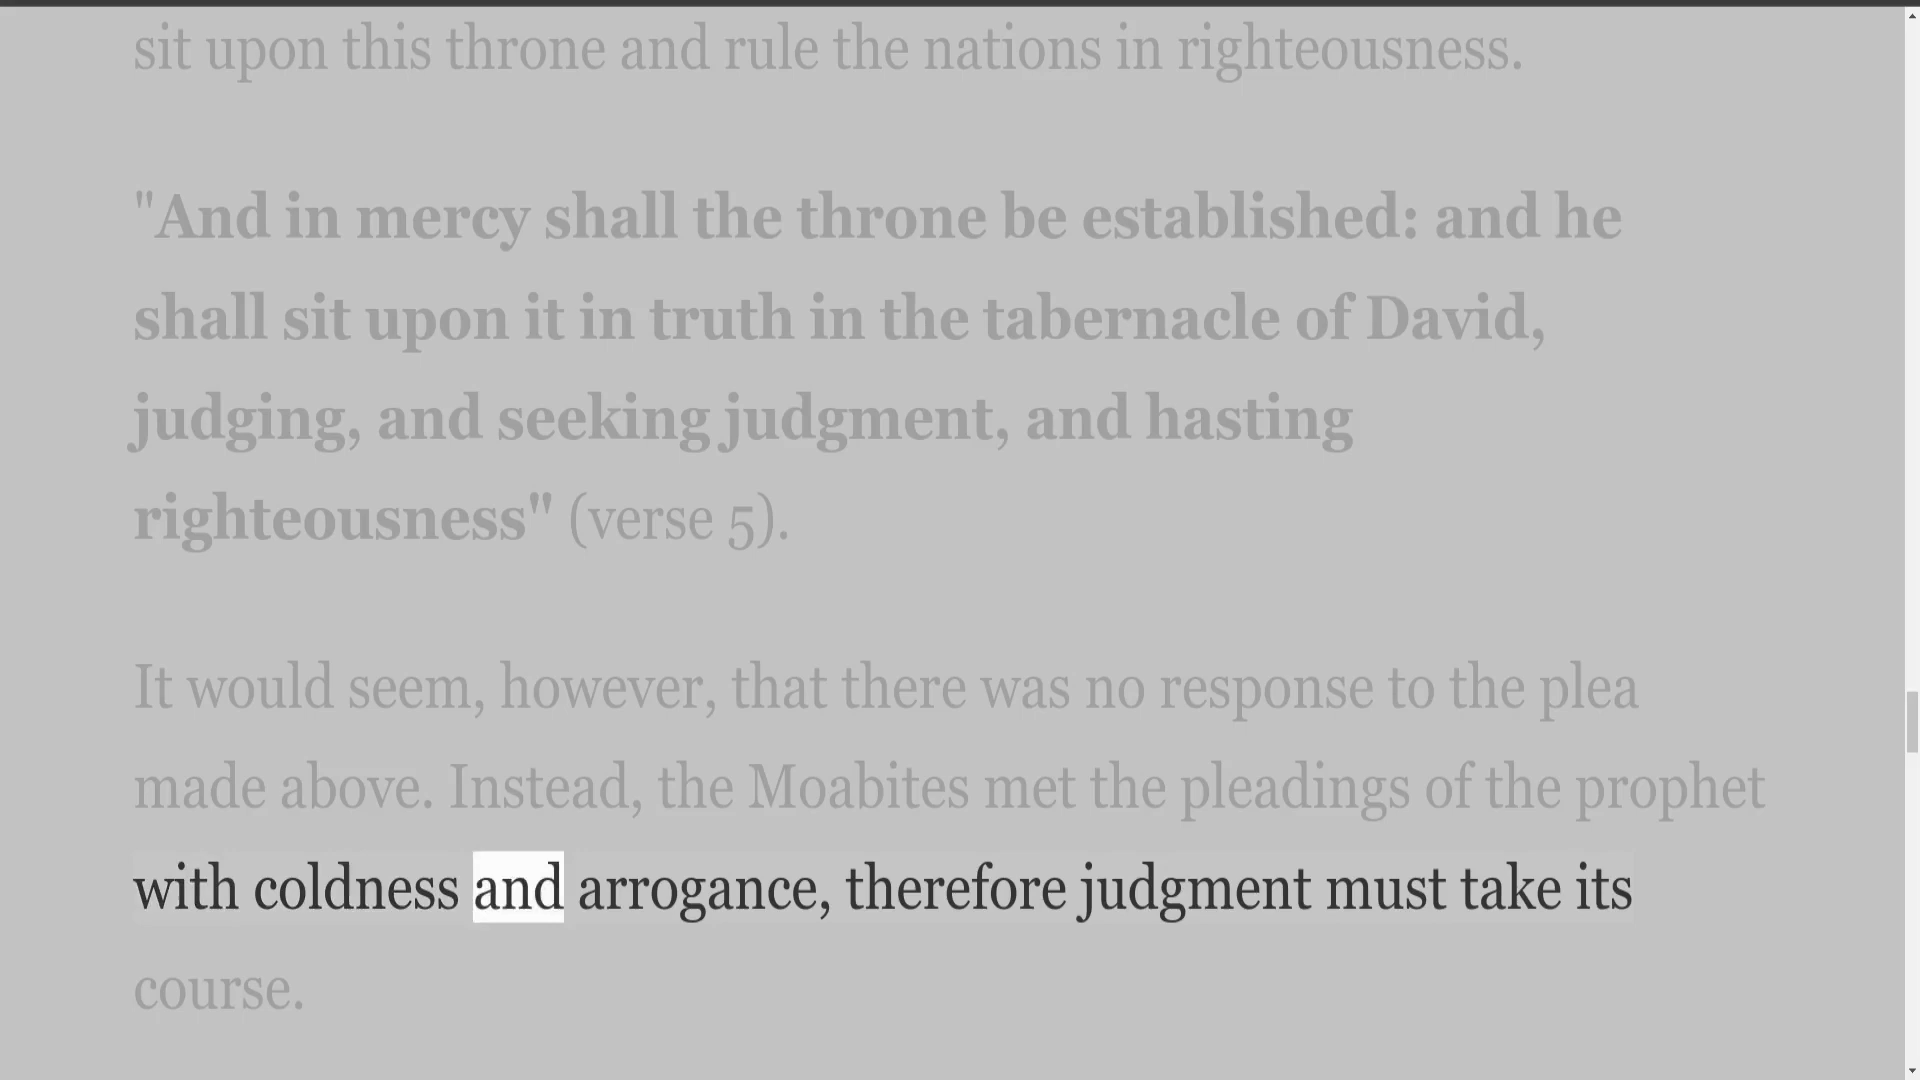 sit upon this throne and rule the nations in righteousness.
"And in mercy shall the throne be established: and he
shall sit upon it in truth in the tabernacle of David,
judging, and seeking judgment, and hasting
righteousness" (verse 5).
It would seem, however, that there was no response to the plea
made above. Instead, the Moabites met the pleadings of the prophet
with coldness and arrogance, therefore judgment must take its
course.